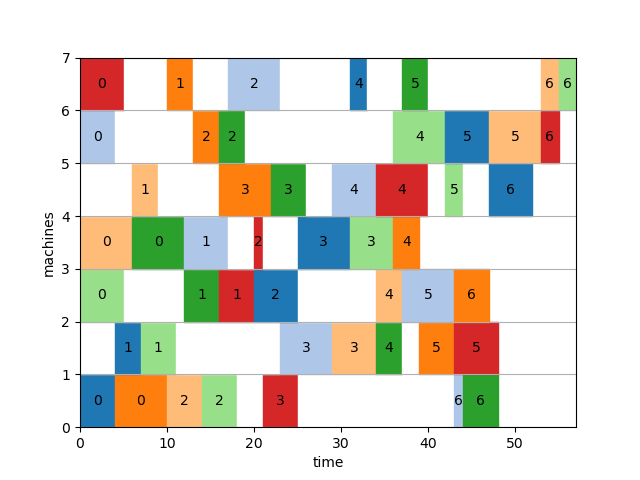 7
0 1 2 4 5 6 6
6
0 2 2 4 5 5 6
5
1 3 3 4 4 5 6
4
0 0 1 2 3 3 4
3
0 1 1 2 4 5 6
2
1 1 3 3 4 5 5
1
0 0 2 2 3 6 6
0
0 10 20 30 40 50
time
machines